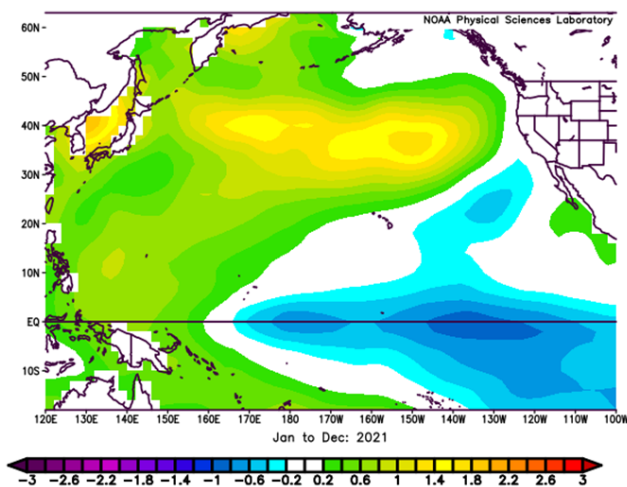 NOAA Physical Sciences Laboratory
60N
50N
40N
30N
20N
10N
EQ
10S
120E 130E 140E 150E 160E 170E 180 170W 160W 150W 140W 130W 120W 110W 100W
Jan to Dec: 2021
-3 -2.6 -2.2 -1.8 -1.4 -1 -0.6 -0.2 0.2 0.6 1 1.4 1.8 2.2 2.6 3